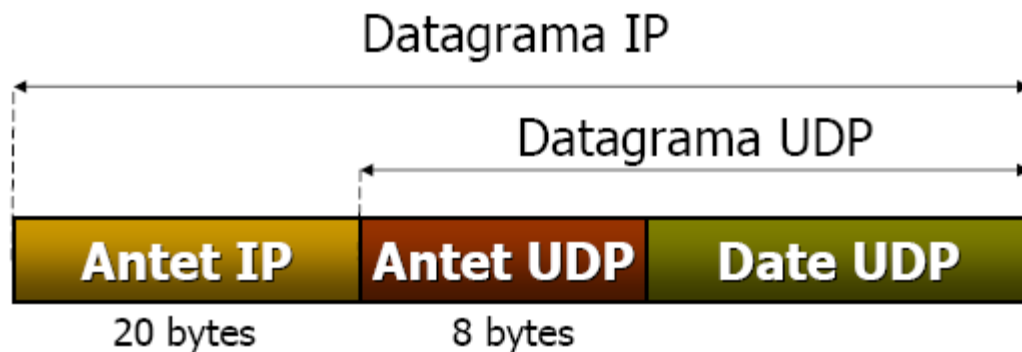 Datagrama IP
Datagrama UDP
Antet IP Antet UDP Date UDP
20 bytes 8 bytes